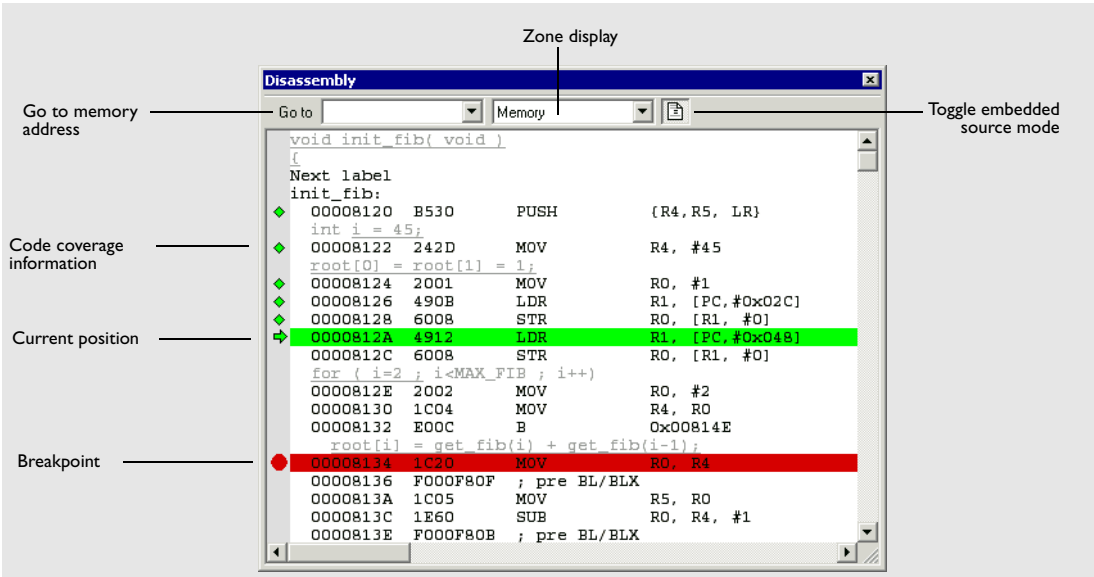 Zone display
Disassembly
Go to memory
address
Go to
Memory
Toggle embedded
source mode
void init_fib( void )
{
Next label
init_fib:
00008120 B530 PUSH {R4,R5, LR}
int i = 45;
Code coverage
information
00008122 242D MOV R4, #45
root[0] = root[1] = 1;
00008124 2001 MOV R0, #1
00008126 490B LDR R1, [PC,#0x02C]
00008128 6008 STR R0, [R1, #0]
Current position
0000812A 4912 LDR R1, [PC,#0x048]
0000812C 6008 STR R0, [R1, #0]
for ( i=2 ; i<MAX_FIB ; i++)
0000812E 2002 MOV R0, #2
00008130 1C04 MOV R4, R0
00008132 E00C B 0x00814E
root[i] = get_fib(i) + get_fib(i-1);
Breakpoint
00008134 1C20 MOV R0, R4
00008136 F000F80F ; pre BL/BLX
0000813A 1C05 MOV R5, R0
0000813C 1E60 SUB R0, R4, #1
0000813E F000F80B ; pre BL/BLX